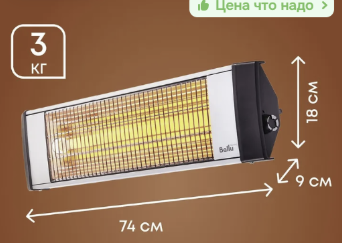 Цена что надо
3
кг
18 см
Ballu
9 см
74 см